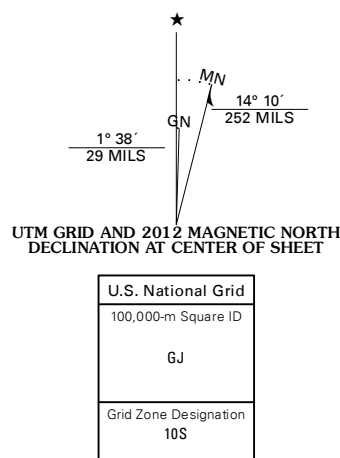 ★
MN
GN
14° 10´
252 MILS
1° 38´
29 MILS
UTM GRID AND 2012 MAGNETIC NORTH
DECLINATION AT CENTER OF SHEET
U.S. National Grid
100,000-m Square ID
GJ
Grid Zone Designation
10S